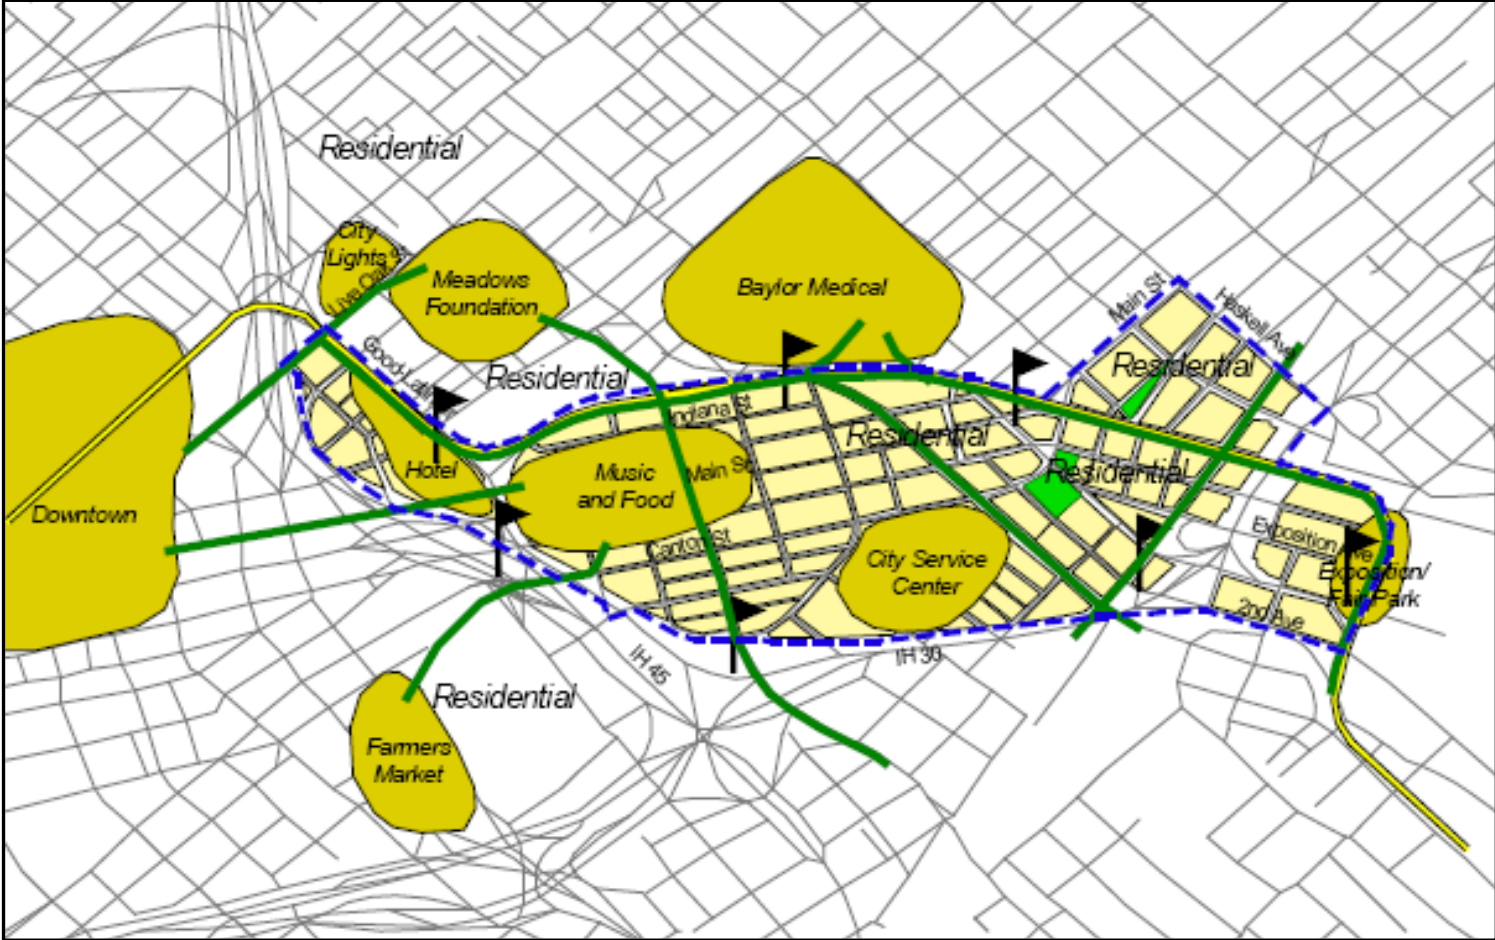 Residential
City
Lights
Live Oak St
Meadows
Foundation
Baylor Medical
Main St
Haskell Ave
Good-Latimer
Residential
Residential
Indiana St
Residential
Hotel
Music
and Food
Main St
Residential
Downtown
Canton St
City Service
Center
Exposition Ave
Exposition/
Fair Park
2nd Ave
IH 45
IH 30
Residential
Farmers
Market